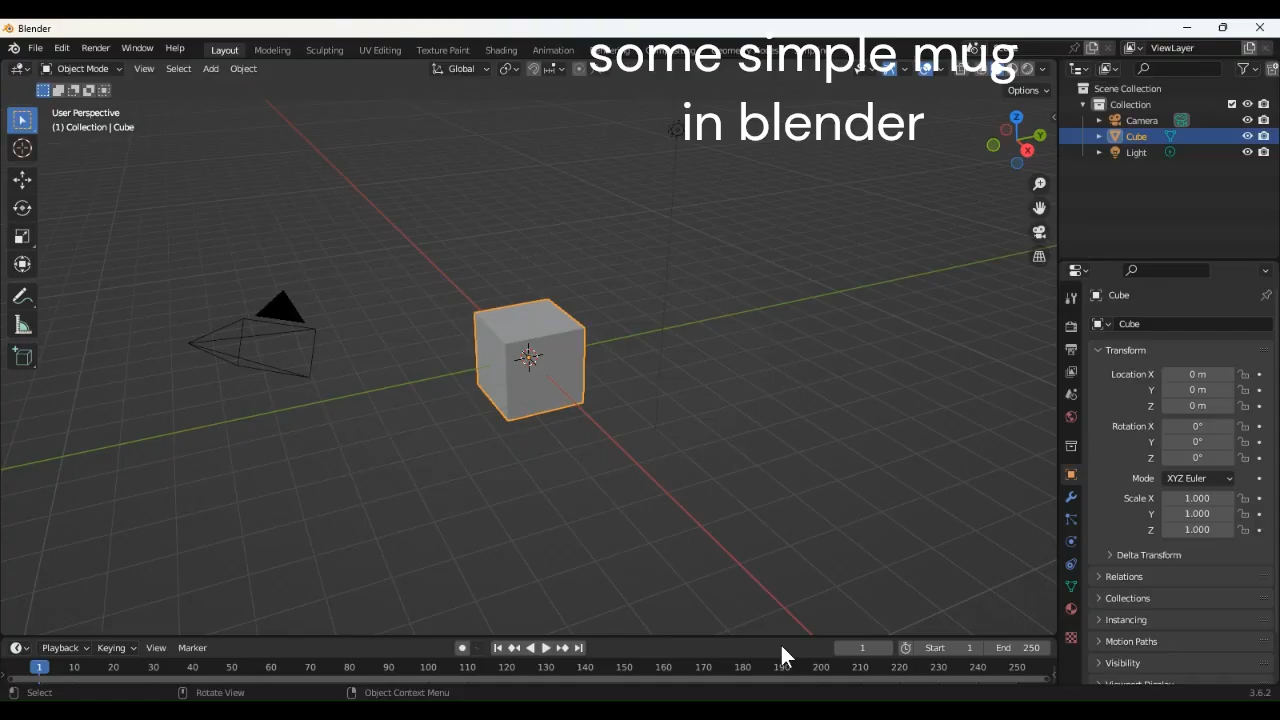 Blender
File Edit Render Window Help Layout Modeling Sculpting UV Editing Texture Paint Shading Animation ViewLayer
some simple mug
in blender
Object Mode View Select Add Object Global
Options
User Perspective
(1) Collection | Cube
Z
Y
X
Scene Collection
Collection
Camera
Cube
Light
Cube
Cube
Transform
Location X 0 m
Y 0 m
Z 0 m
Rotation X 0°
Y 0°
Z 0°
Mode XYZ Euler
Scale X 1.000
Y 1.000
Z 1.000
Delta Transform
Relations
Collections
Instancing
Motion Paths
Visibility
Playback Keying View Marker 1 Start 1 End 250
1 10 20 30 40 50 60 70 80 90 100 110 120 130 140 150 160 170 180 190 200 210 220 230 240 250
Select Rotate View Object Context Menu 3.6.2